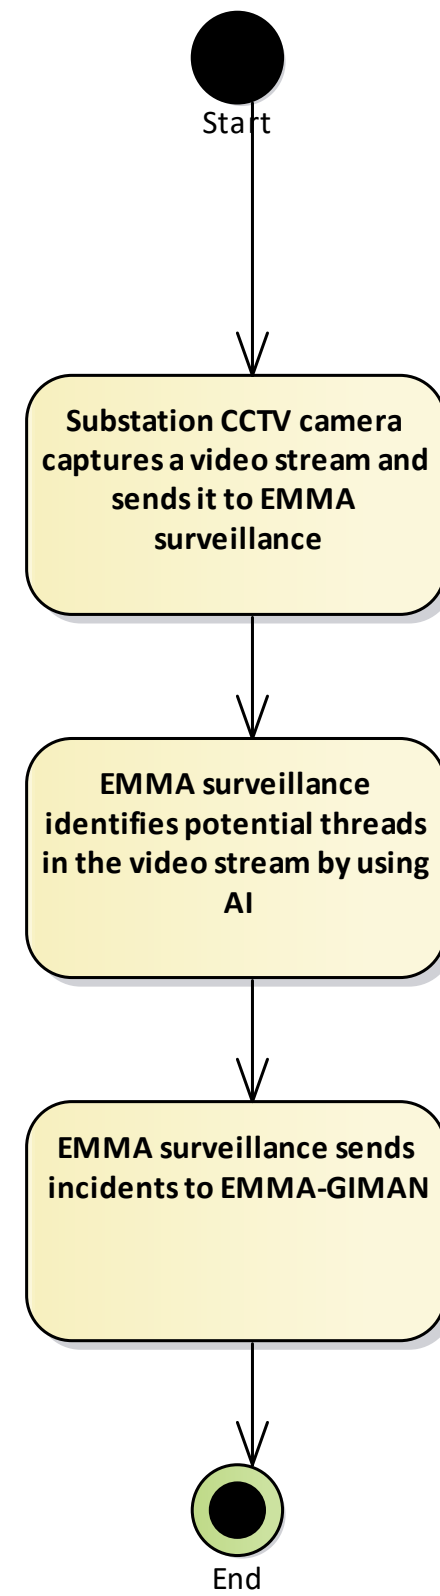 Start
Substation CCTV camera
captures a video stream and
sends it to EMMA
surveillance
EMMA surveillance
identifies potential threads
in the video stream by using
AI
EMMA surveillance sends
incidents to EMMA-GIMAN
End